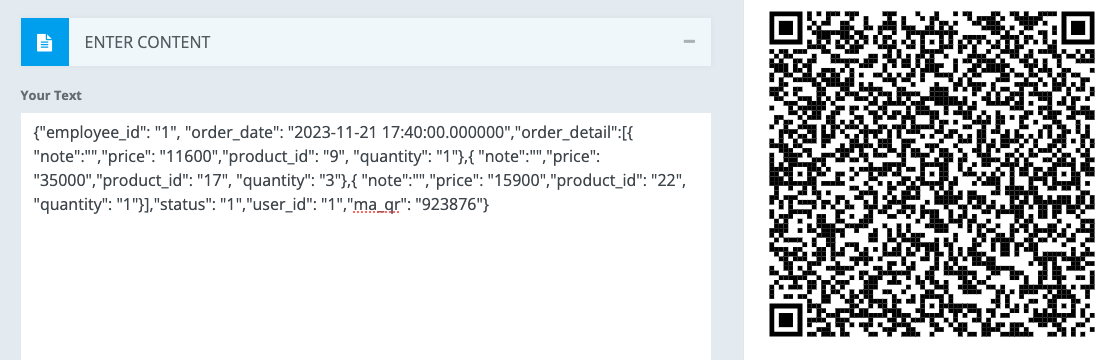 ENTER CONTENT
Your Text
{"employee_id": "1", "order_date": "2023-11-21 17:40:00.000000","order_detail":[{
"note":"","price": "11600","product_id": "9", "quantity": "1"},{ "note":"","price":
"35000","product_id": "17", "quantity": "3"},{ "note":"","price": "15900","product_id": "22",
"quantity": "1"}],"status": "1","user_id": "1","ma_qr": "923876"}